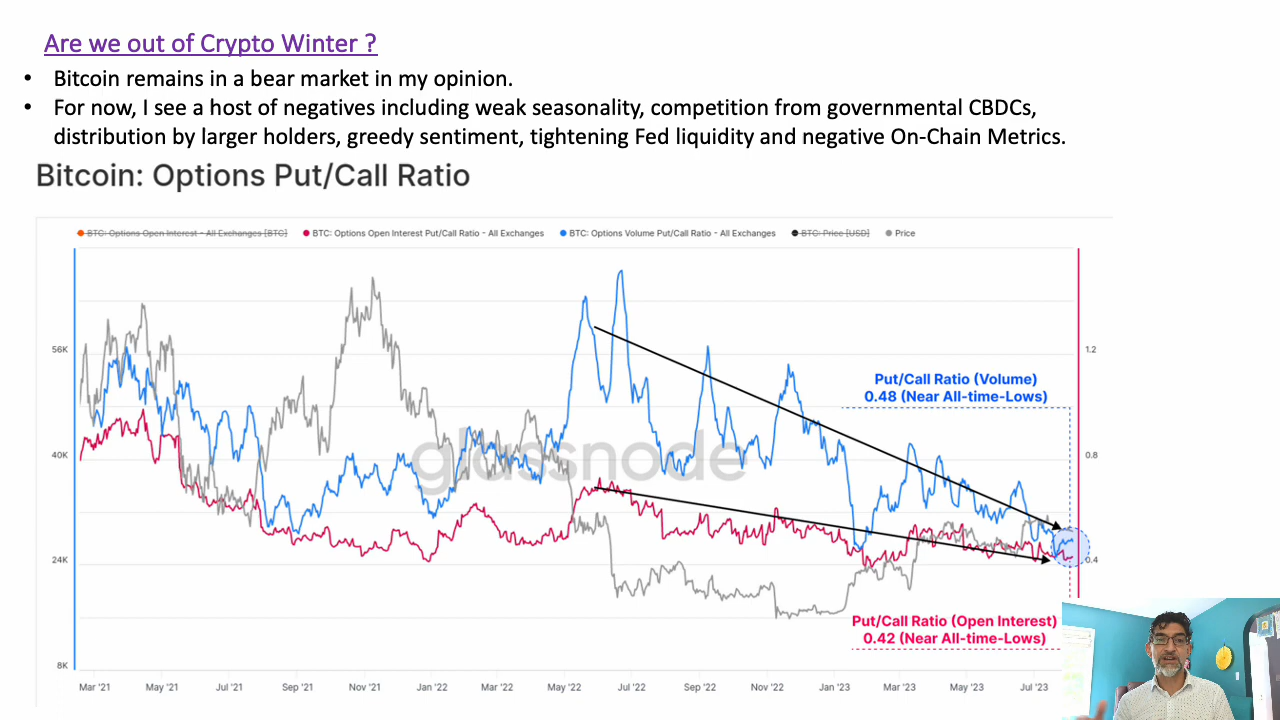 Are we out of Crypto Winter ?
• Bitcoin remains in a bear market in my opinion.
• For now, I see a host of negatives including weak seasonality, competition from governmental CBDCs,
distribution by larger holders, greedy sentiment, tightening Fed liquidity and negative On-Chain Metrics.
Bitcoin: Options Put/Call Ratio
BTC: Options Open Interest - All Exchanges [BTC] BTC: Options Open Interest Put/Call Ratio - All Exchanges BTC: Options Volume Put/Call Ratio - All Exchanges BTC: Price [USD] Price
56K
1.2
Put/Call Ratio (Volume)
0.48 (Near All-time-Lows)
40K
glassnode
0.8
24K
0.4
Put/Call Ratio (Open Interest)
0.42 (Near All-time-Lows)
8K
Mar '21 May '21 Jul '21 Sep '21 Nov '21 Jan '22 Mar '22 May '22 Jul '22 Sep '22 Nov '22 Jan '23 Mar '23 May '23 Jul '23